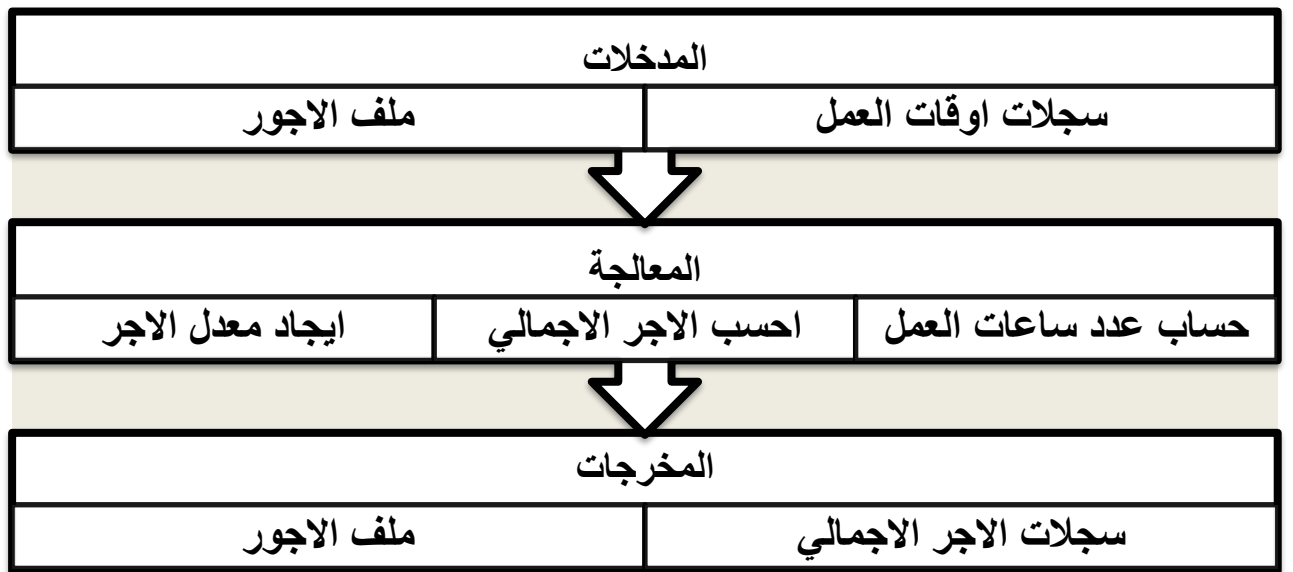 المدخلات
سجلات اوقات العمل
ملف الاجور
المعالجة
حساب عدد ساعات العمل
احسب الاجر الاجمالي
ايجاد معدل الاجر
المخرجات
سجلات الاجر الاجمالي
ملف الاجور